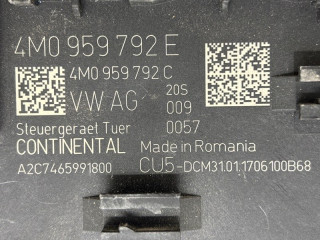 4M0 959 792 E
4M0 959 792 C
VW AG
20S
009
Steuergeraet Tuer 0057
CONTINENTAL Made in Romania
A2C7465991800 CU5-DCM31.01.1706100B68